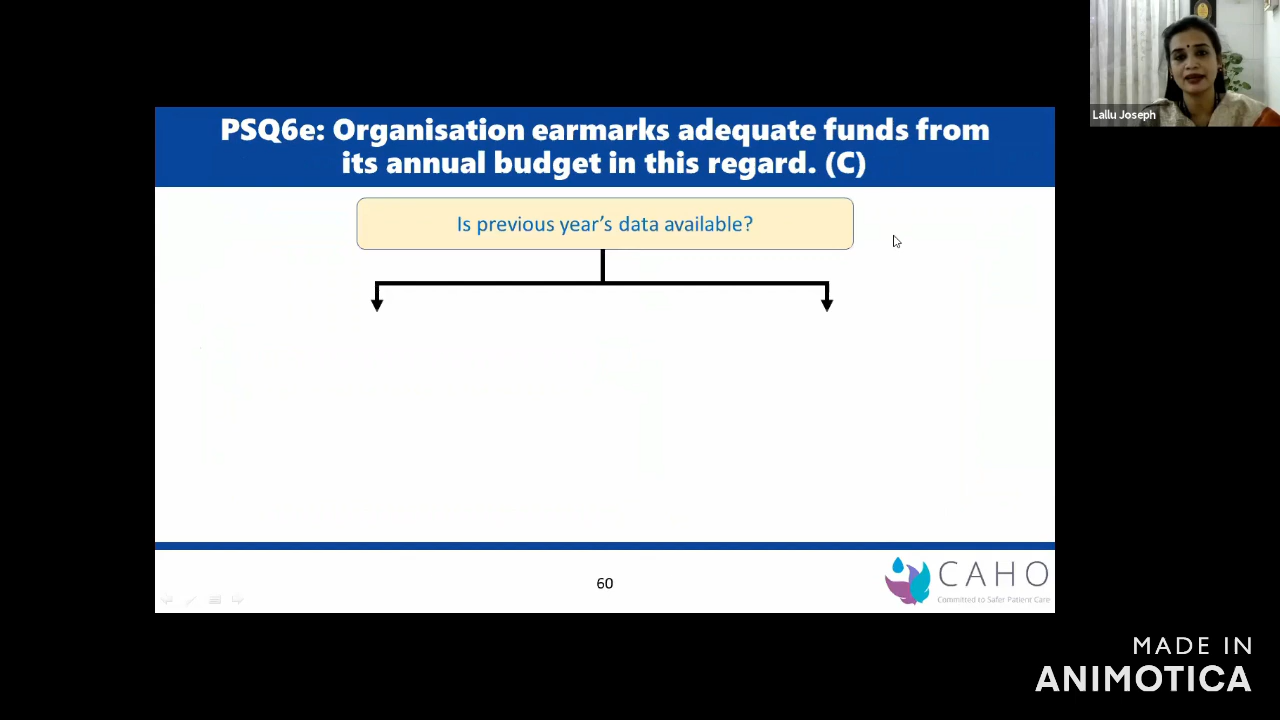 Lallu Joseph
PSQ6e: Organisation earmarks adequate funds from
its annual budget in this regard. (C)
Is previous year’s data available?
60
CAHO
Committed to Safer Patient Care
MADE IN
ANIMOTICA